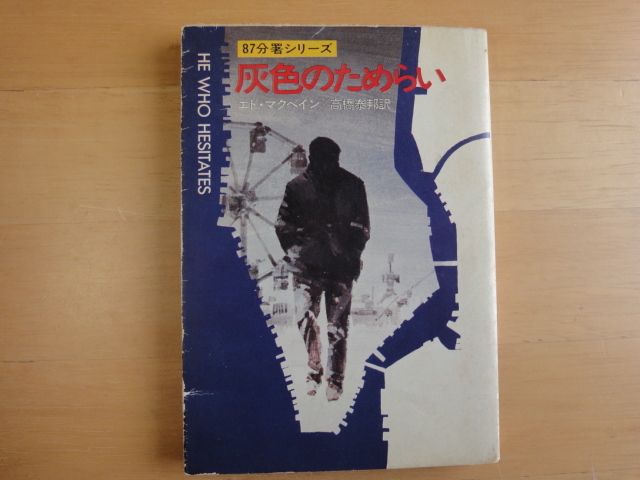 87分署シリーズ
灰色のためらい
エド・マクベイン 高橋泰邦訳
HE WHO HESITATES